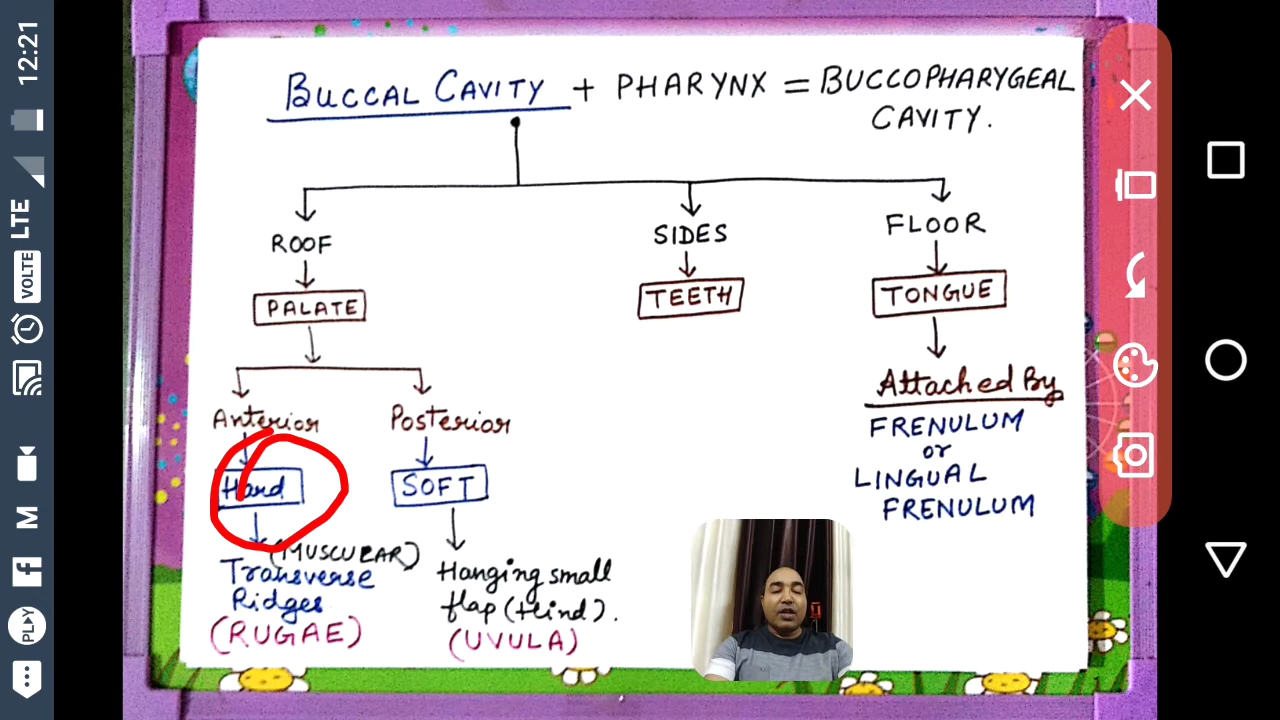 12:21
LTE
VOLTE
BUCCAL CAVITY + PHARYNX = BUCCOPHARYGEAL
CAVITY.
ROOF
SIDES
FLOOR
PALATE
TEETH
TONGUE
Anterior
Posterior
Attached By
Hard
SOFT
FRENULUM
or
LINGUAL
FRENULUM
(MUSCULAR)
Transverse
Ridges
(RUGAE)
Hanging small
flap
(UVULA)
PLAY